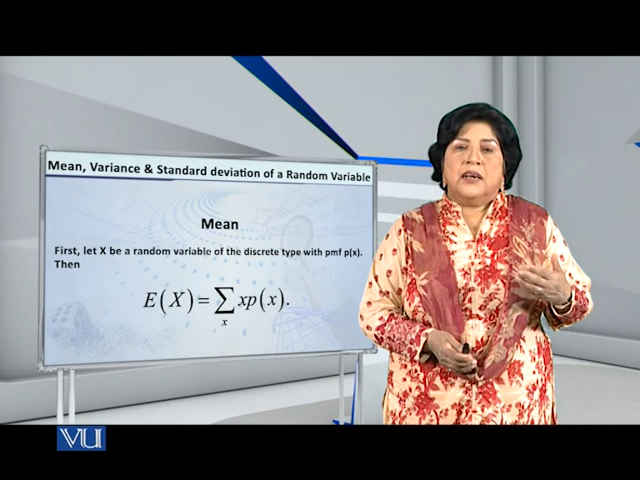 Mean, Variance & Standard deviation of a Random Variable
Mean
First, let X be a random variable of the discrete type with pmf p(x).
Then
E(X) = ∑ xp(x).
x
VU